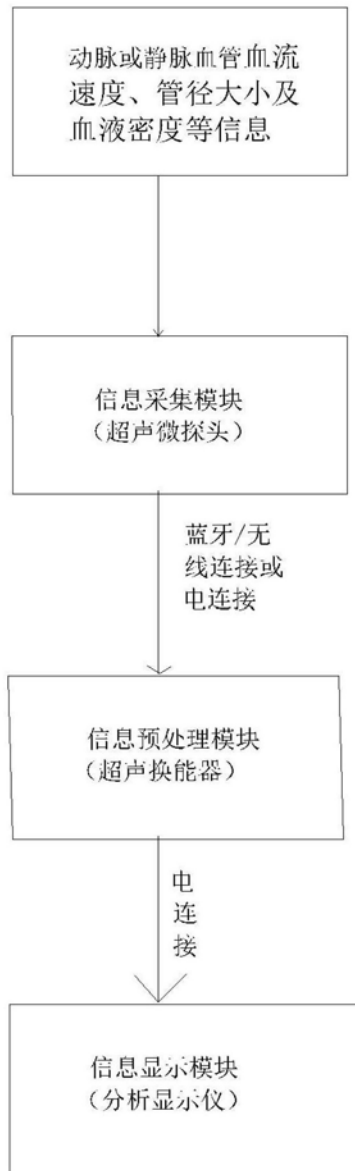 动脉或静脉血管血流
速度、管径大小及
血液密度等信息
信息采集模块
（超声微探头）
蓝牙/无
线连接或
电连接
信息预处理模块
（超声换能器）
电
连
接
信息显示模块
（分析显示仪）